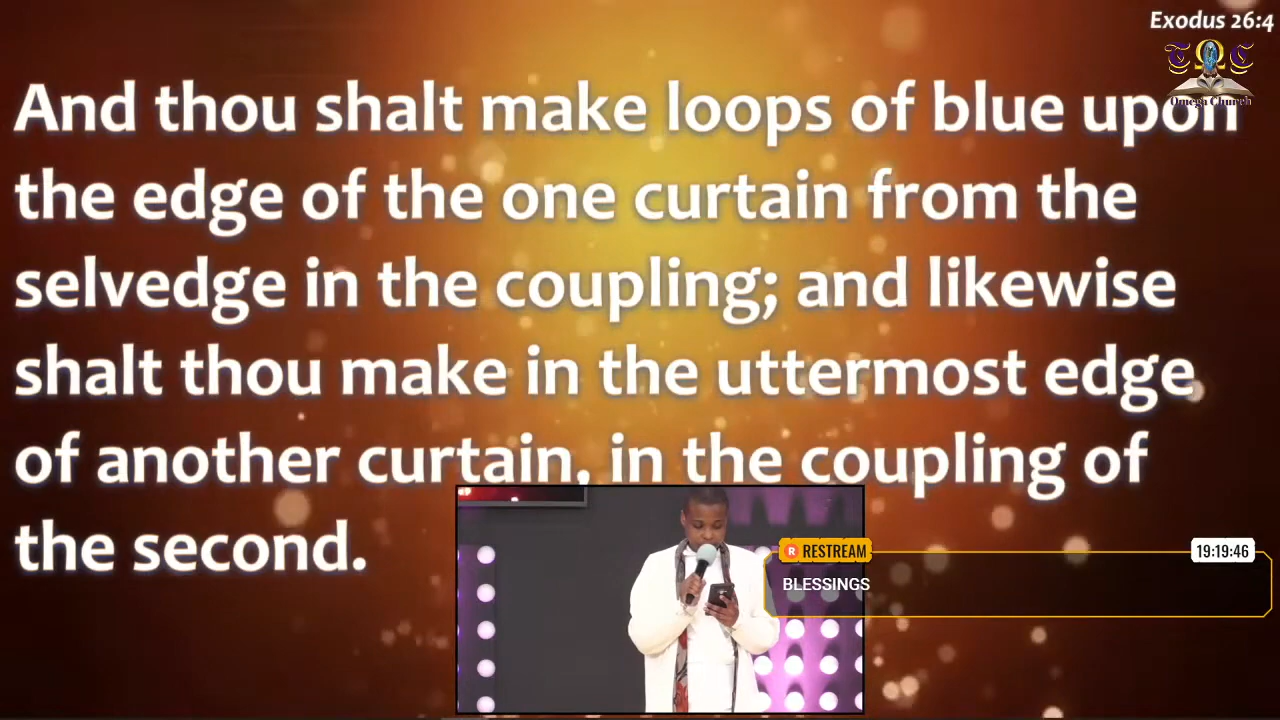 Exodus 26:4
TΩC
Omega Church
And thou shalt make loops of blue upon
the edge of the one curtain from the
selvedge in the coupling; and likewise
shalt thou make in the uttermost edge
of another curtain, in the coupling of
the second.
R RESTREAM
19:19:46
BLESSINGS